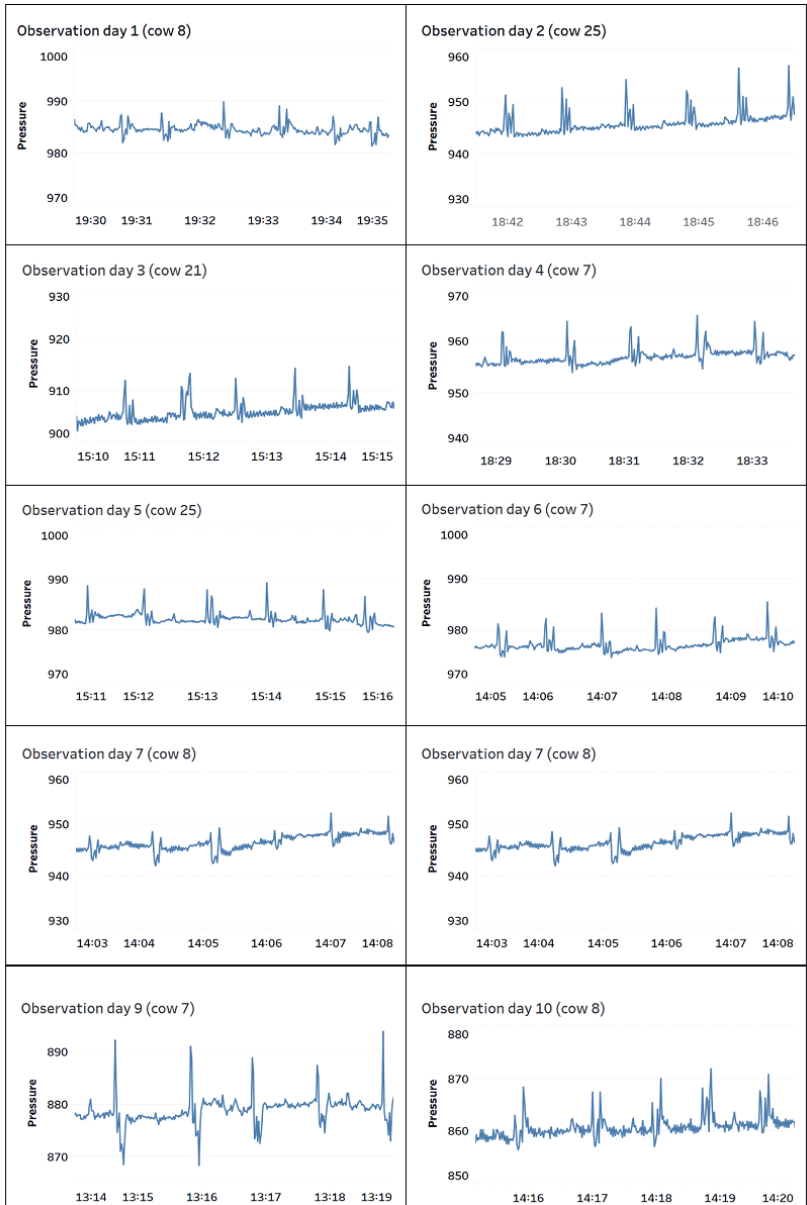 Observation day 1 (cow 8)
1000
990
980
970
Pressure
19:30 19:31 19:32 19:33 19:34 19:35
Observation day 2 (cow 25)
960
950
940
930
Pressure
18:42 18:43 18:44 18:45 18:46
Observation day 3 (cow 21)
930
920
910
900
Pressure
15:10 15:11 15:12 15:13 15:14 15:15
Observation day 4 (cow 7)
970
960
950
940
Pressure
18:29 18:30 18:31 18:32 18:33
Observation day 5 (cow 25)
1000
990
980
970
Pressure
15:11 15:12 15:13 15:14 15:15 15:16
Observation day 6 (cow 7)
1000
990
980
970
Pressure
14:05 14:06 14:07 14:08 14:09 14:10
Observation day 7 (cow 8)
960
950
940
930
Pressure
14:03 14:04 14:05 14:06 14:07 14:08
Observation day 7 (cow 8)
960
950
940
930
Pressure
14:03 14:04 14:05 14:06 14:07 14:08
Observation day 9 (cow 7)
890
880
870
Pressure
13:14 13:15 13:16 13:17 13:18 13:19
Observation day 10 (cow 8)
880
870
860
850
Pressure
14:16 14:17 14:18 14:19 14:20